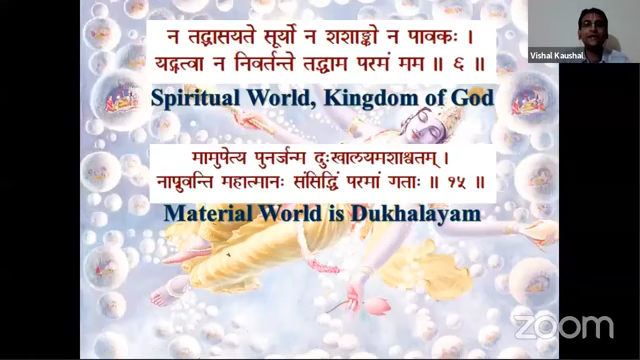 Vishal Kaushal
न तद्भासयते सूर्यो न शशाङ्को न पावकः ।
यद्गत्वा न निवर्तन्ते तद्धाम परमं मम ॥ ६ ॥
Spiritual World, Kingdom of God
मामुपेत्य पुनर्जन्म दुःखालयमशाश्वतम् ।
नाप्नुवन्ति महात्मानः संसिद्धिं परमां गताः ॥ १५ ॥
Material World is Dukhalayam
zoom